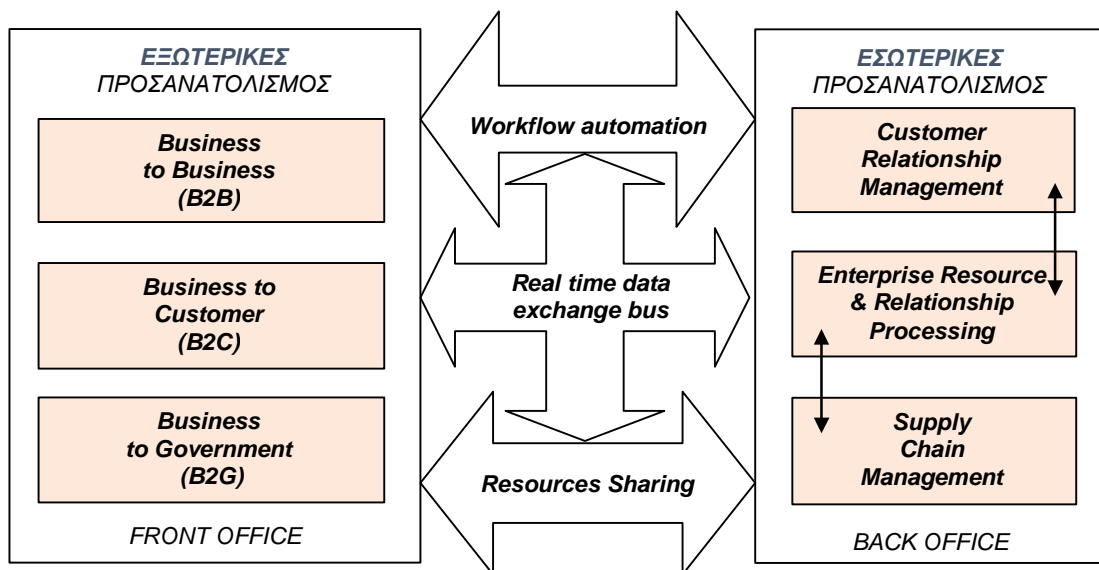 ΕΞΩΤΕΡΙΚΕΣ
ΠΡΟΣΑΝΑΤΟΛΙΣΜΟΣ
Business
to Business
(B2B)
Business to
Customer
(B2C)
Business
to Government
(B2G)
FRONT OFFICE
Workflow automation
Real time data
exchange bus
Resources Sharing
ΕΣΩΤΕΡΙΚΕΣ
ΠΡΟΣΑΝΑΤΟΛΙΣΜΟΣ
Customer
Relationship
Management
Enterprise Resource
& Relationship
Processing
Supply
Chain
Management
BACK OFFICE